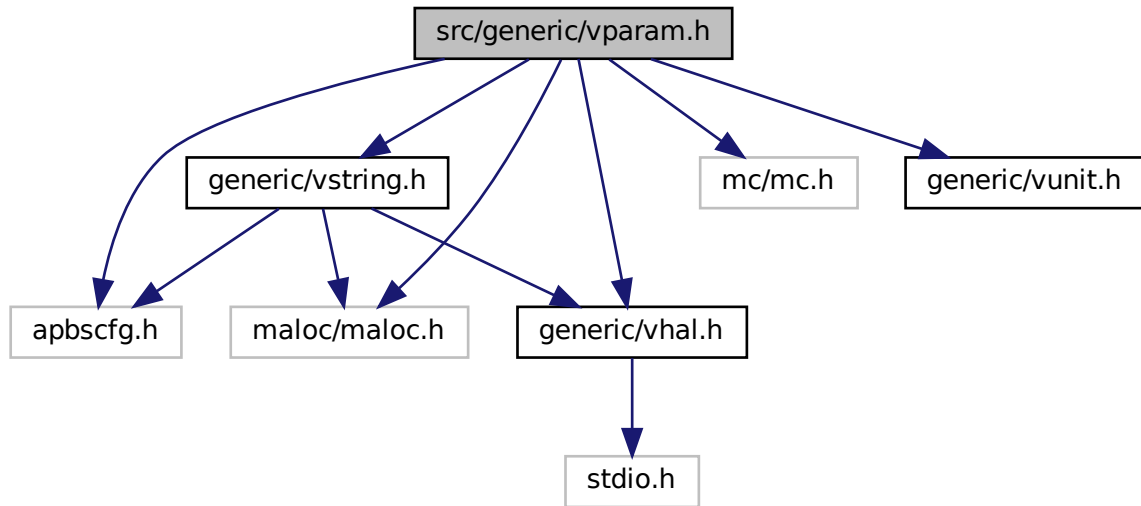 src/generic/vparam.h
generic/vstring.h
mc/mc.h
generic/vunit.h
apbscfg.h
maloc/maloc.h
generic/vhal.h
stdio.h